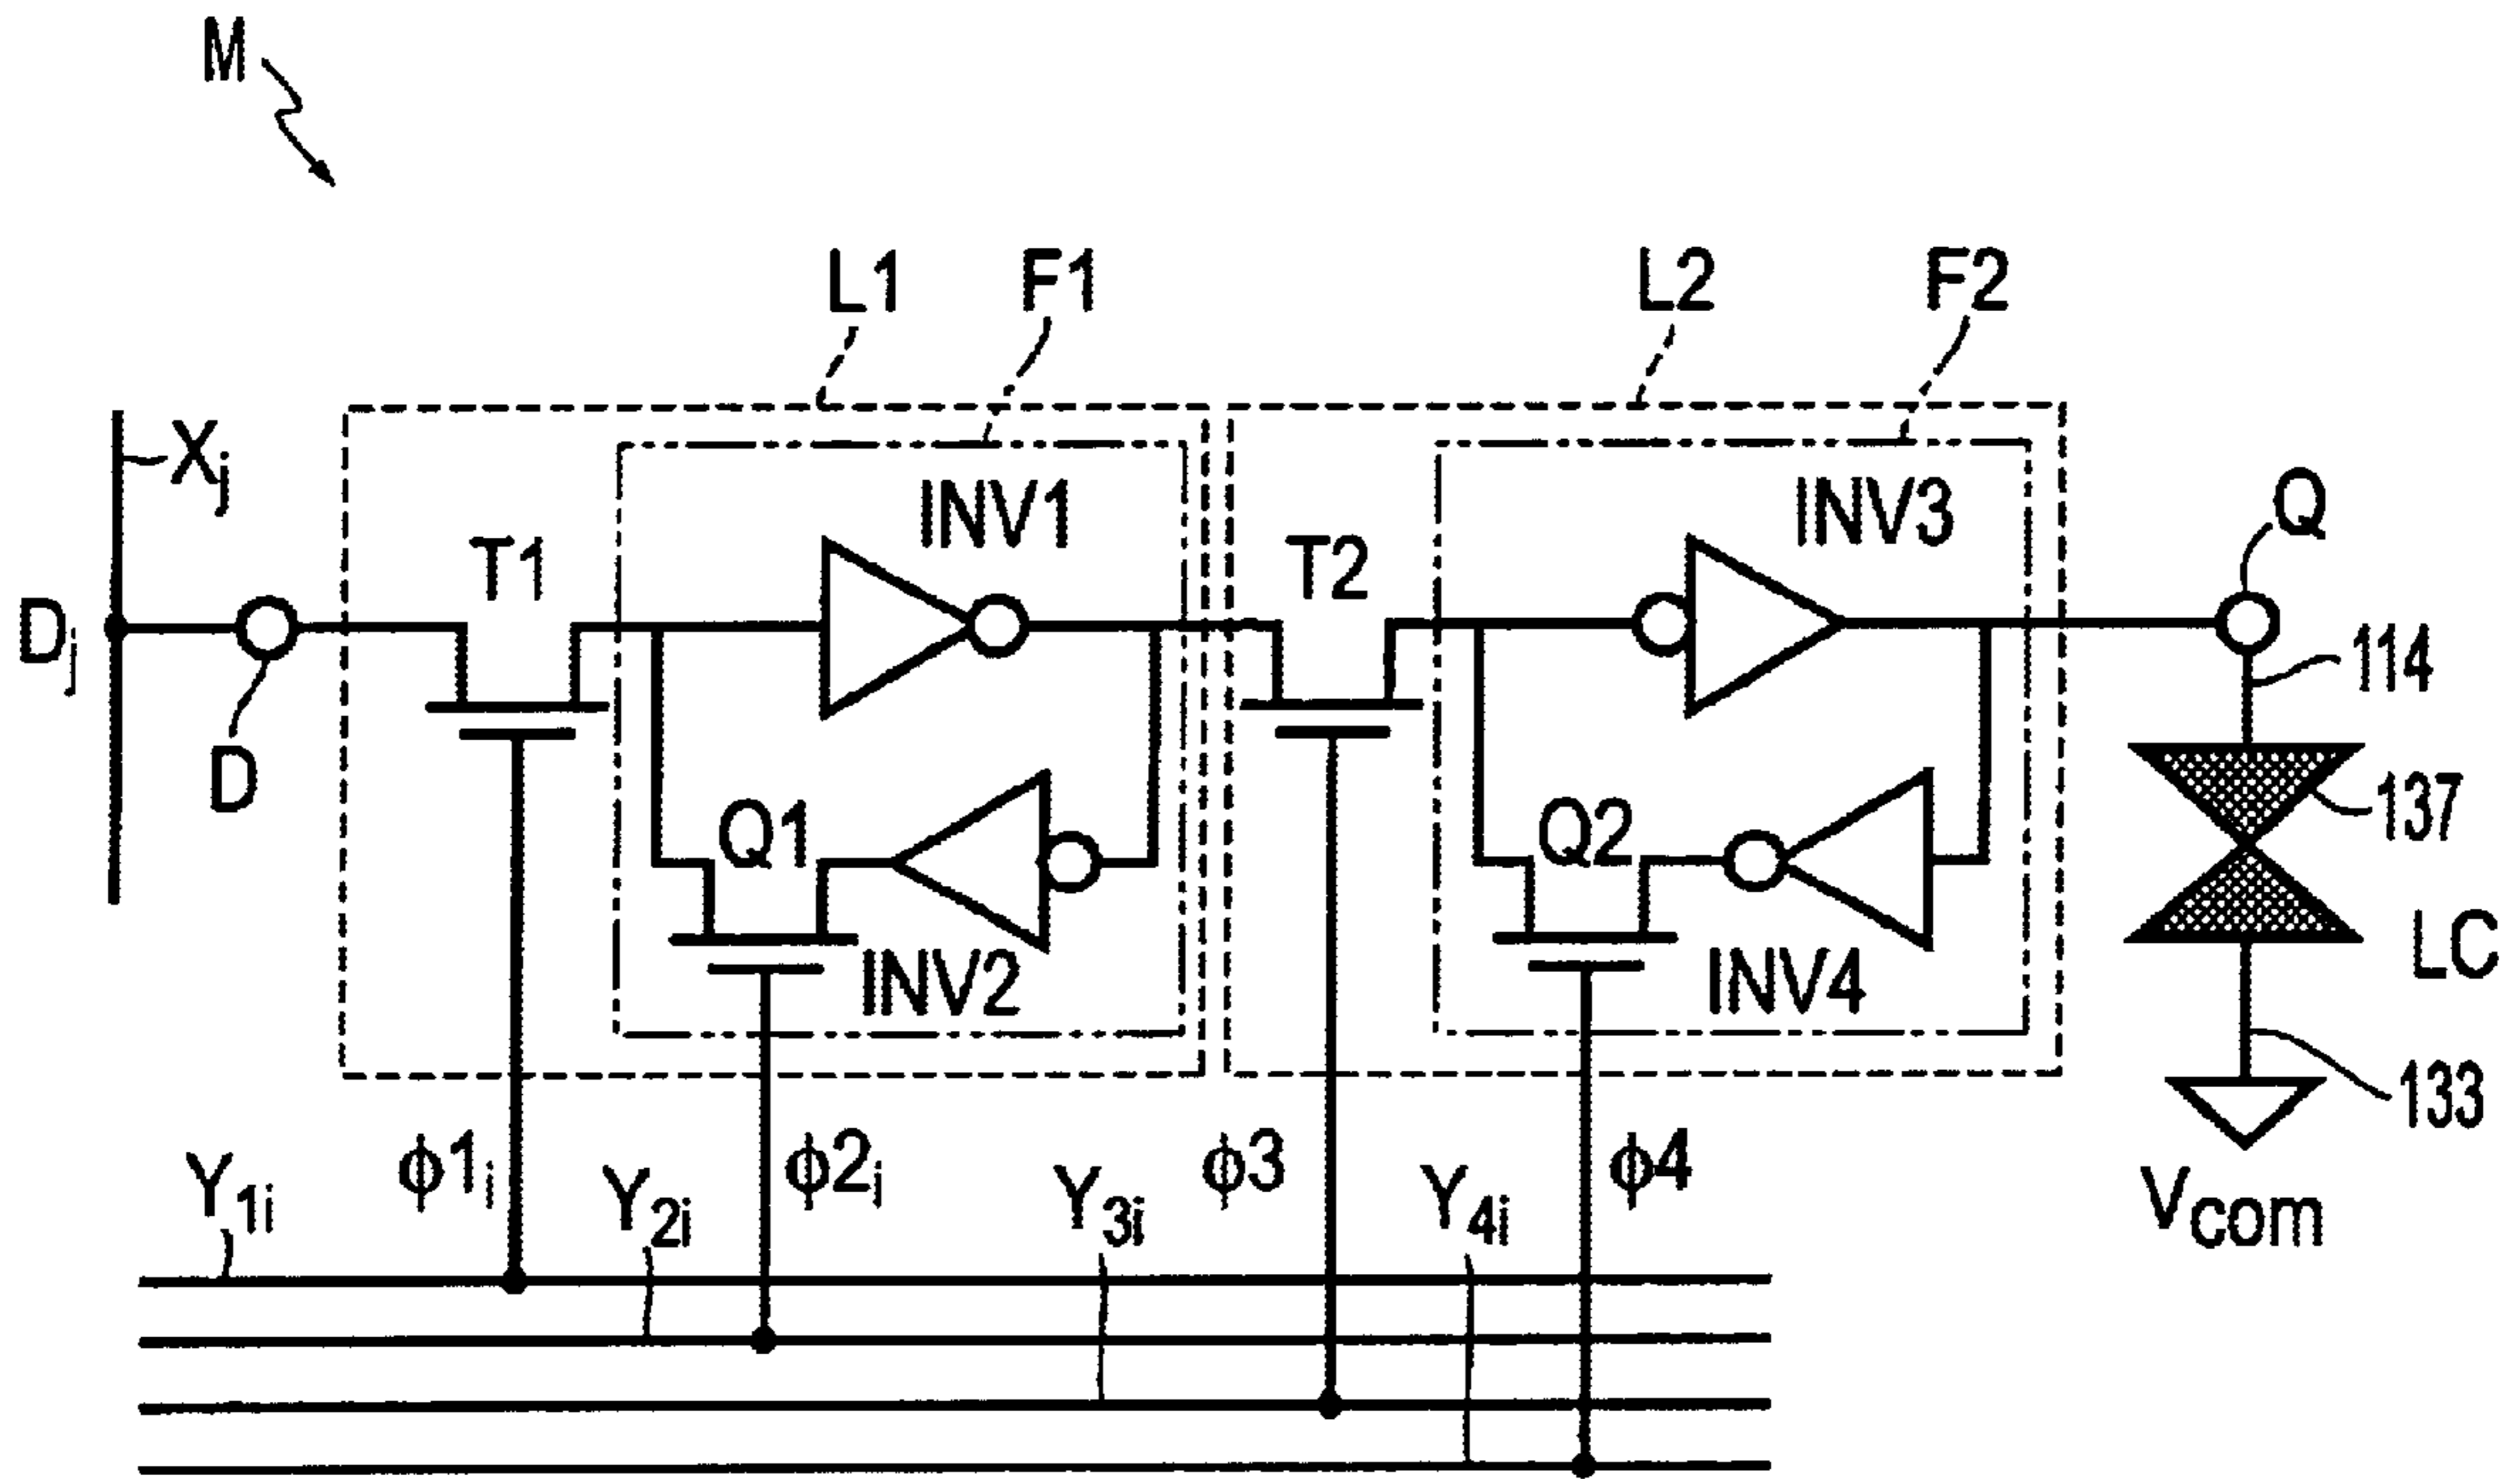 M
L1 F1 L2 F2
Xj
INV1 INV3 Q
T1 T2
Dj 114
D
Q1 Q2 137
LC
INV2 INV4
133
Y1i ϕ1i Y2i ϕ2j Y3i ϕ3 Y4i ϕ4
Vcom